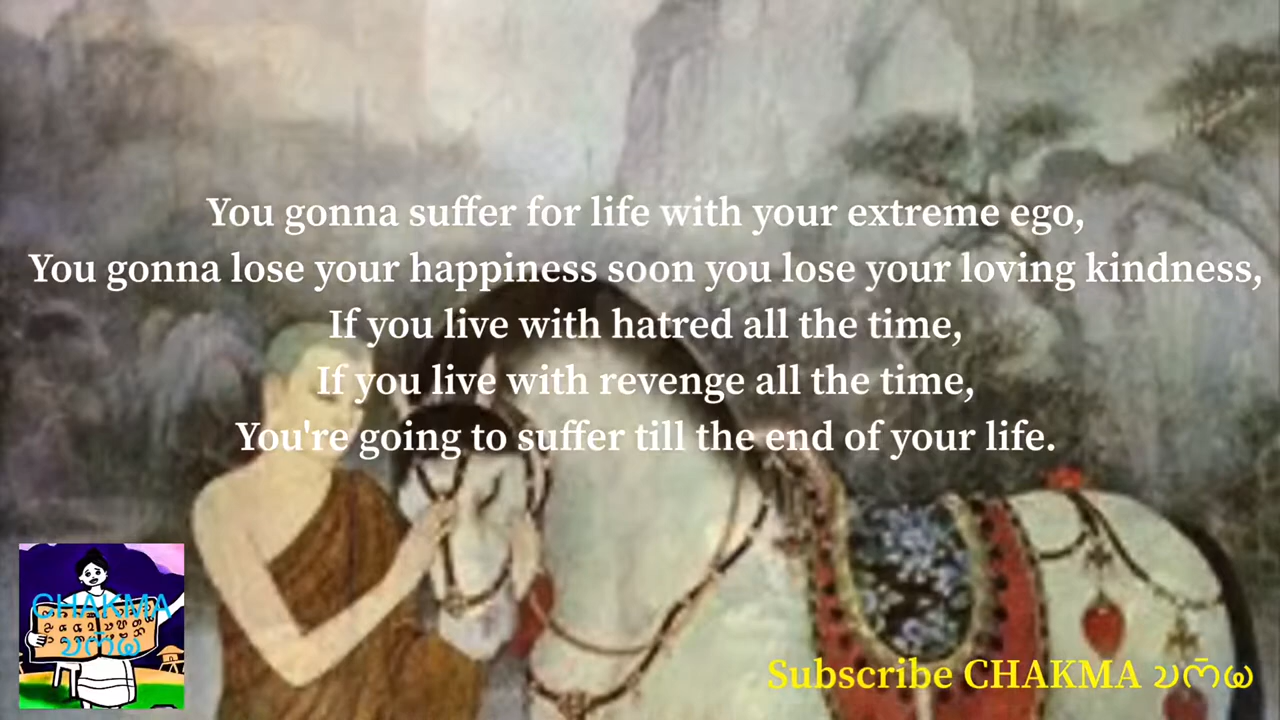 You gonna suffer for life with your extreme ego,
You gonna lose your happiness soon you lose your loving kindness,
If you live with hatred all the time,
If you live with revenge all the time,
You're going to suffer till the end of your life.
CHAKMA
Subscribe CHAKMA